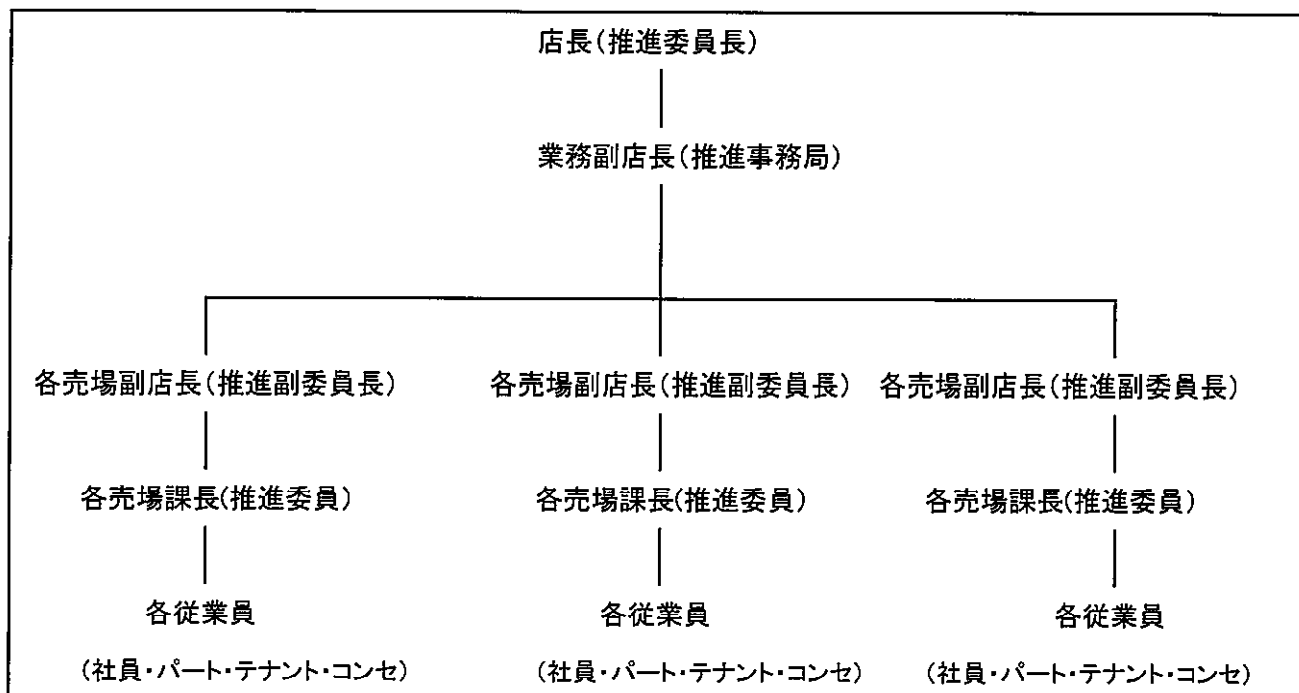 店長(推進委員長)
業務副店長(推進事務局)
各売場副店長(推進副委員長)
各売場副店長(推進副委員長)
各売場副店長(推進副委員長)
各売場課長(推進委員)
各売場課長(推進委員)
各売場課長(推進委員)
各従業員
各従業員
各従業員
(社員・パート・テナント・コンセ)
(社員・パート・テナント・コンセ)
(社員・パート・テナント・コンセ)